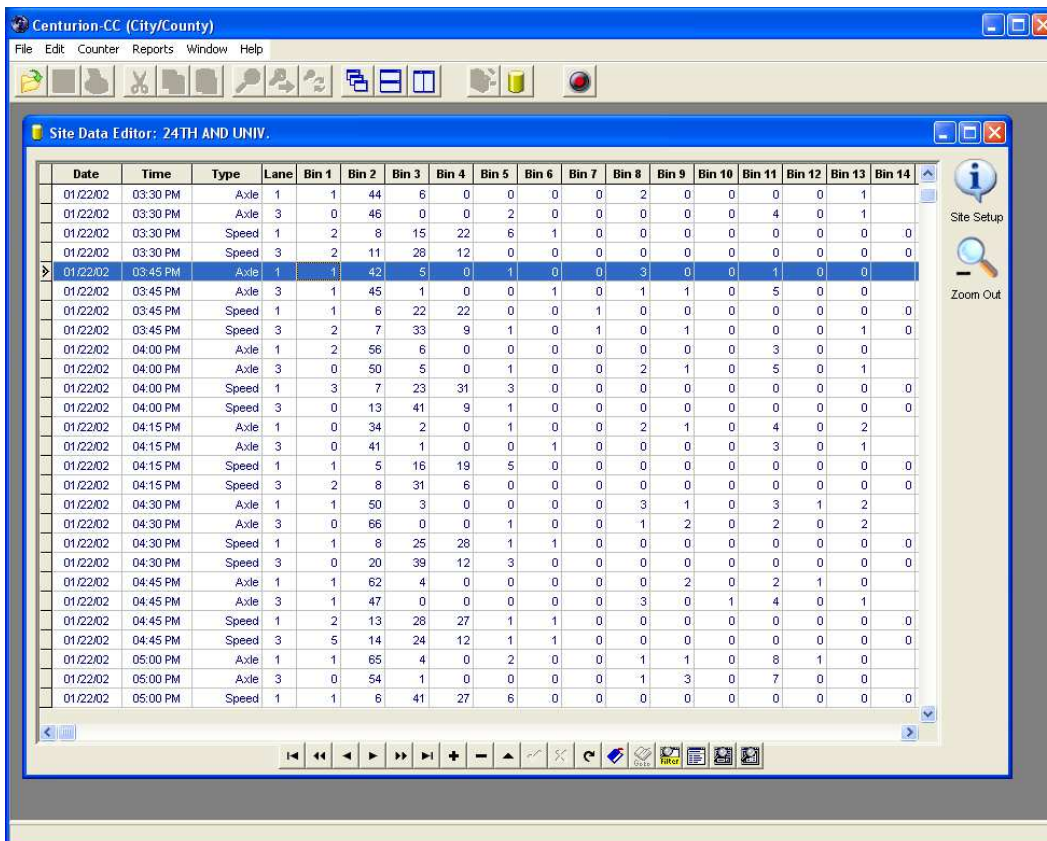 Centurion-CC (City/County)
File Edit Counter Reports Window Help
Site Data Editor: 24TH AND UNIV.
Date Time Type Lane Bin 1 Bin 2 Bin 3 Bin 4 Bin 5 Bin 6 Bin 7 Bin 8 Bin 9 Bin 10 Bin 11 Bin 12 Bin 13 Bin 14
01/22/02 03:30 PM Axle 1 1 44 6 0 0 0 0 2 0 0 0 0 1
01/22/02 03:30 PM Axle 3 0 46 0 0 2 0 0 0 0 0 4 0 1
01/22/02 03:30 PM Speed 1 2 8 15 22 6 1 0 0 0 0 0 0 0 0
01/22/02 03:30 PM Speed 3 2 11 28 12 0 0 0 0 0 0 0 0 0 0
01/22/02 03:45 PM Axle 1 1 42 5 0 1 0 0 3 0 0 1 0 0
01/22/02 03:45 PM Axle 3 1 45 1 0 0 1 0 1 1 0 5 0 0
01/22/02 03:45 PM Speed 1 1 6 22 22 0 0 1 0 0 0 0 0 0 0
01/22/02 03:45 PM Speed 3 2 7 33 9 1 0 1 0 1 0 0 0 1 0
01/22/02 04:00 PM Axle 1 2 56 6 0 0 0 0 0 0 0 3 0 0
01/22/02 04:00 PM Axle 3 0 50 5 0 1 0 0 2 1 0 5 0 1
01/22/02 04:00 PM Speed 1 3 7 23 31 3 0 0 0 0 0 0 0 0 0
01/22/02 04:00 PM Speed 3 0 13 41 9 1 0 0 0 0 0 0 0 0 0
01/22/02 04:15 PM Axle 1 0 34 2 0 1 0 0 2 1 0 4 0 2
01/22/02 04:15 PM Axle 3 0 41 1 0 0 1 0 0 0 0 3 0 1
01/22/02 04:15 PM Speed 1 1 5 16 19 5 0 0 0 0 0 0 0 0 0
01/22/02 04:15 PM Speed 3 2 8 31 6 0 0 0 0 0 0 0 0 0 0
01/22/02 04:30 PM Axle 1 1 50 3 0 0 0 0 3 1 0 3 1 2
01/22/02 04:30 PM Axle 3 0 66 0 0 1 0 0 1 2 0 2 0 2
01/22/02 04:30 PM Speed 1 1 8 25 28 1 1 0 0 0 0 0 0 0 0
01/22/02 04:30 PM Speed 3 0 20 39 12 3 0 0 0 0 0 0 0 0 0
01/22/02 04:45 PM Axle 1 1 62 4 0 0 0 0 0 2 0 2 1 0
01/22/02 04:45 PM Axle 3 1 47 0 0 0 0 0 3 0 1 4 0 1
01/22/02 04:45 PM Speed 1 2 13 28 27 1 1 0 0 0 0 0 0 0 0
01/22/02 04:45 PM Speed 3 5 14 24 12 1 1 0 0 0 0 0 0 0 0
01/22/02 05:00 PM Axle 1 1 65 4 0 2 0 0 1 1 0 8 1 0
01/22/02 05:00 PM Axle 3 0 54 1 0 0 0 0 1 3 0 7 0 0
01/22/02 05:00 PM Speed 1 1 6 41 27 6 0 0 0 0 0 0 0 0 0
Site Setup
Zoom Out
Goto Filter